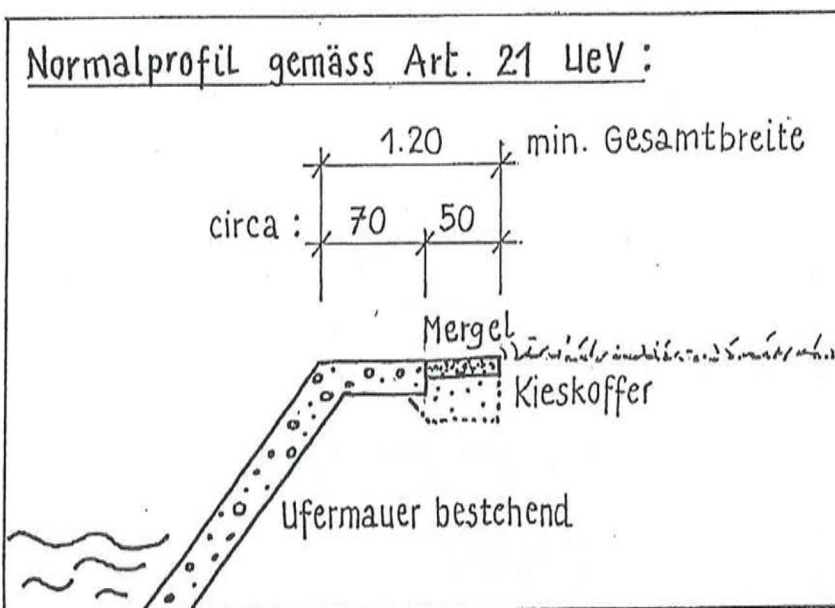 Normalprofil gemäss Art. 21 UeV :
1.20 min. Gesamtbreite
circa : 70 50
Mergel
Kieskoffer
Ufermauer bestehend